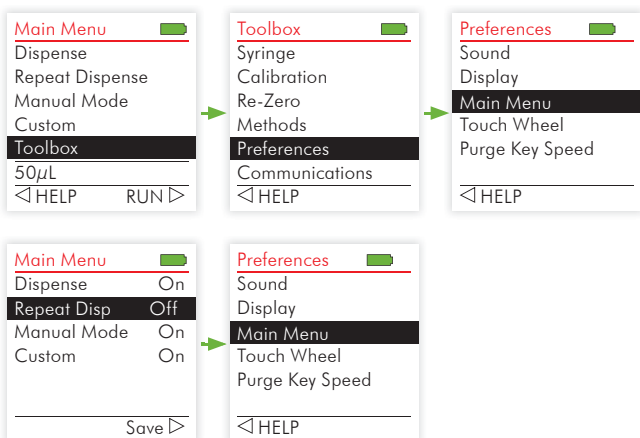 Main Menu
Dispense
Repeat Dispense
Manual Mode
Custom
Toolbox
50µL
◁ HELP RUN ▷
Toolbox
Syringe
Calibration
Re-Zero
Methods
Preferences
Communications
◁ HELP
Preferences
Sound
Display
Main Menu
Touch Wheel
Purge Key Speed
◁ HELP
Main Menu
Dispense On
Repeat Disp Off
Manual Mode On
Custom On
Save ▷
Preferences
Sound
Display
Main Menu
Touch Wheel
Purge Key Speed
◁ HELP